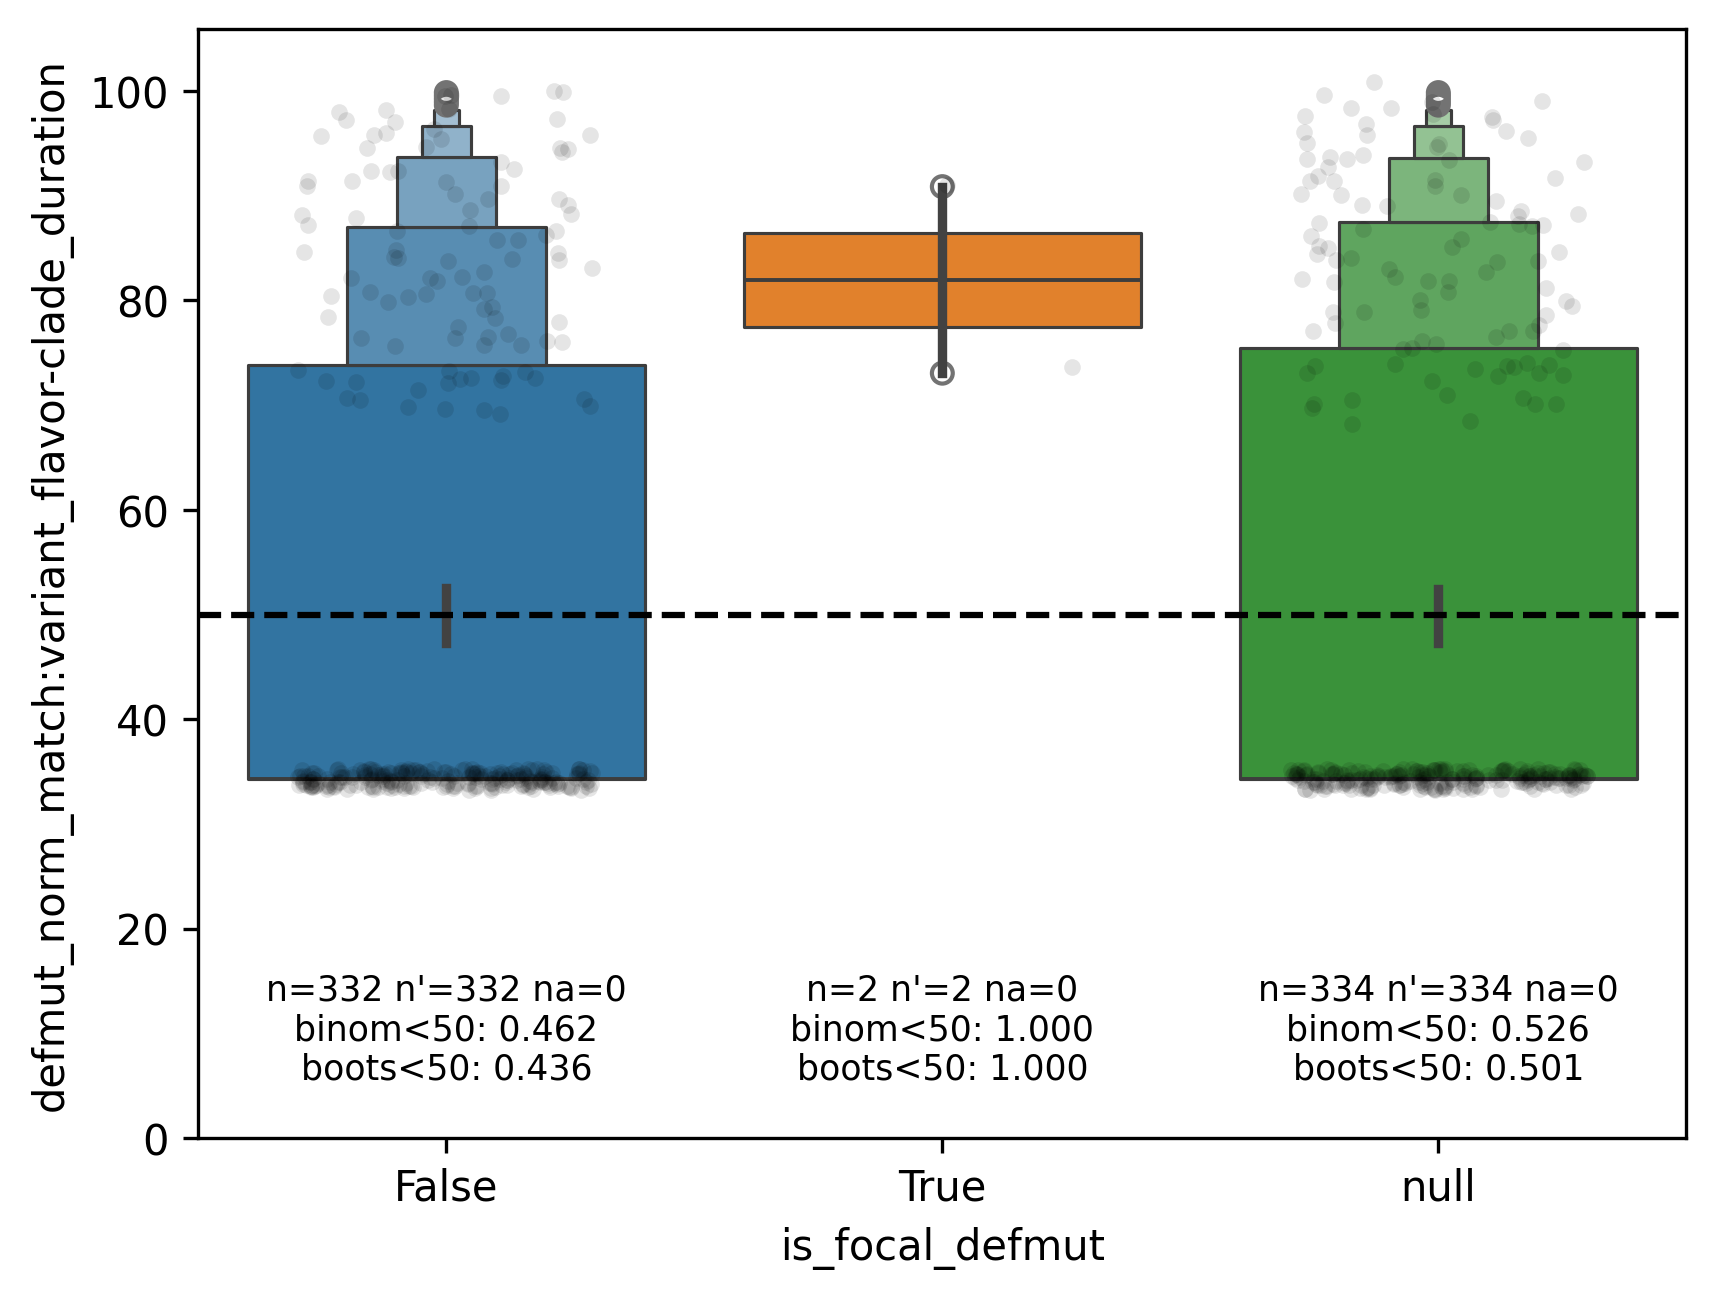 defmut_norm_match:variant_flavor-clade_duration
100
80
60
40
20
0
n=332 n'=332 na=0
binom<50: 0.462
boots<50: 0.436
n=2 n'=2 na=0
binom<50: 1.000
boots<50: 1.000
n=334 n'=334 na=0
binom<50: 0.526
boots<50: 0.501
False
True
null
is_focal_defmut